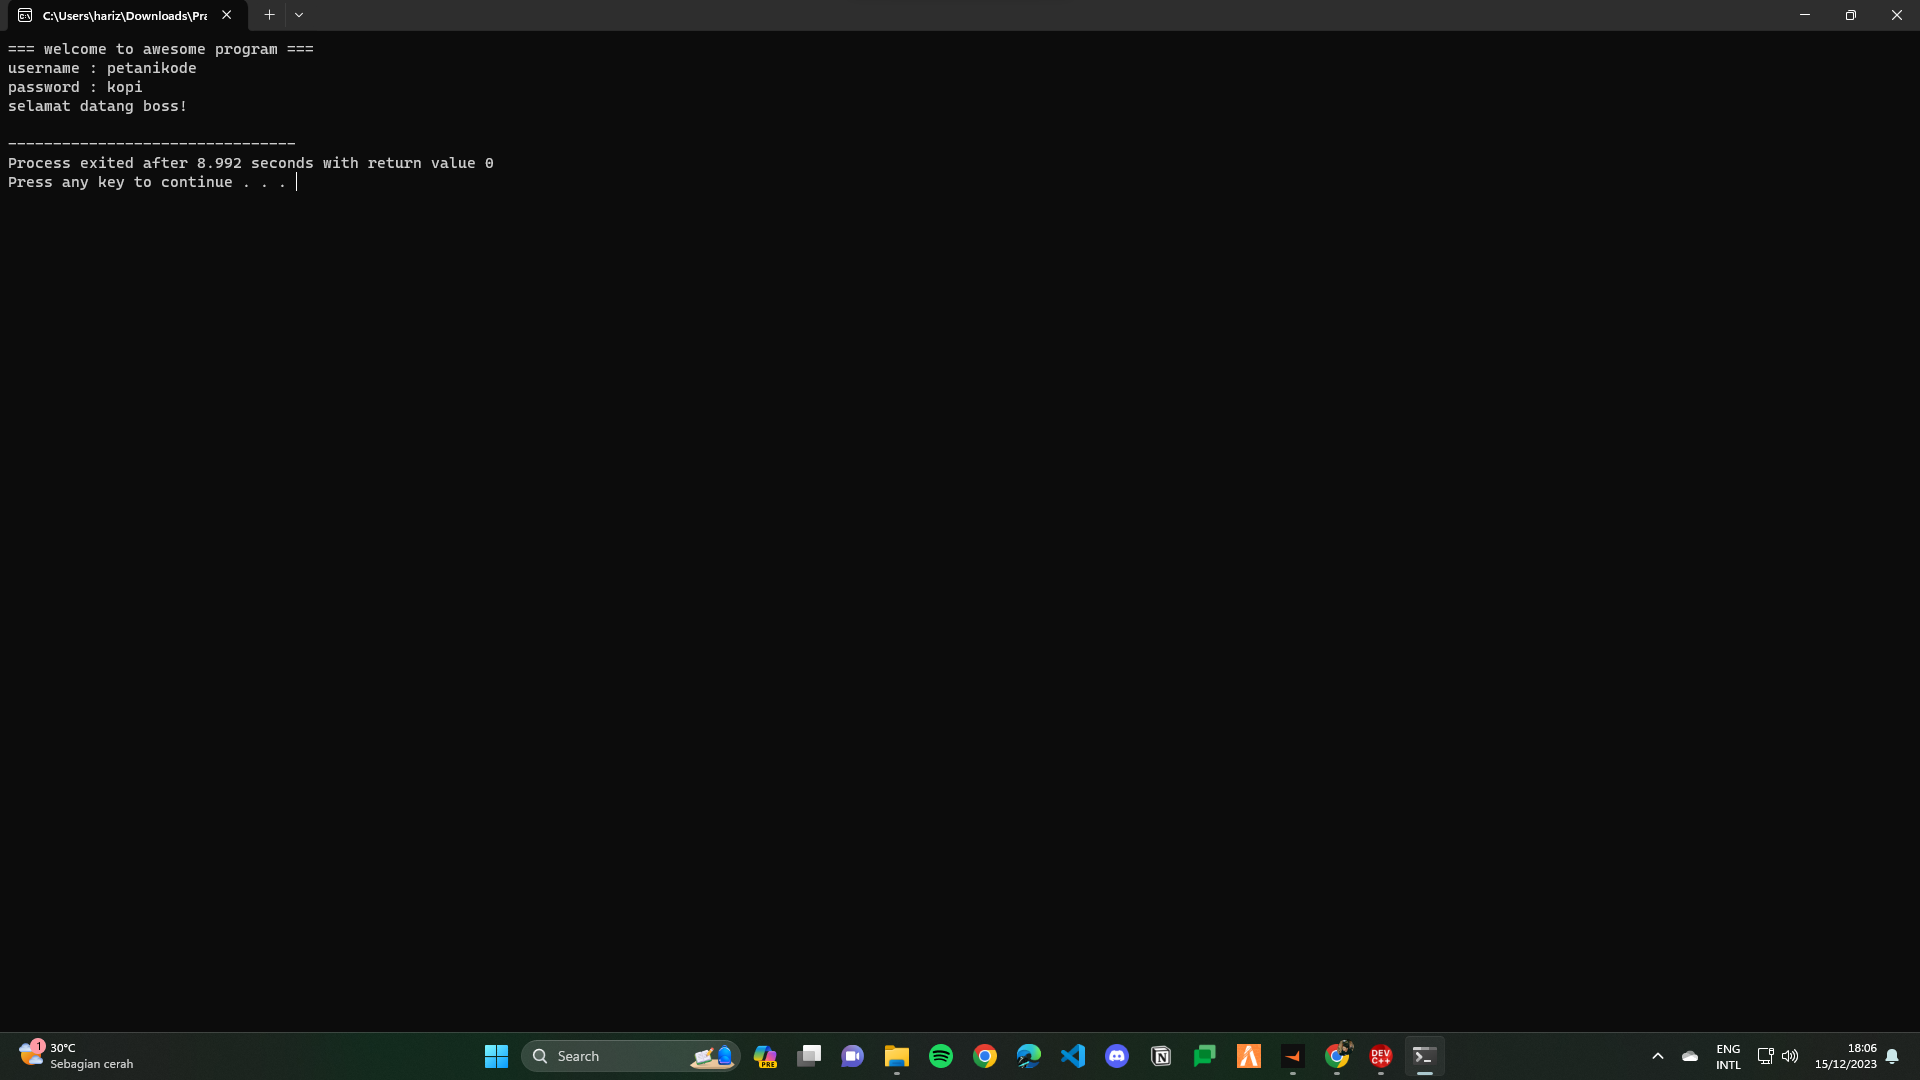 C:\Users\hariz\Downloads\Pra
=== welcome to awesome program ===
username : petanikode
password : kopi
selamat datang boss!
--------------------------------
Process exited after 8.992 seconds with return value 0
Press any key to continue . . .
1
30°C
Sebagian cerah
Search
PRE
DEV
C++
ENG
INTL
18:06
15/12/2023